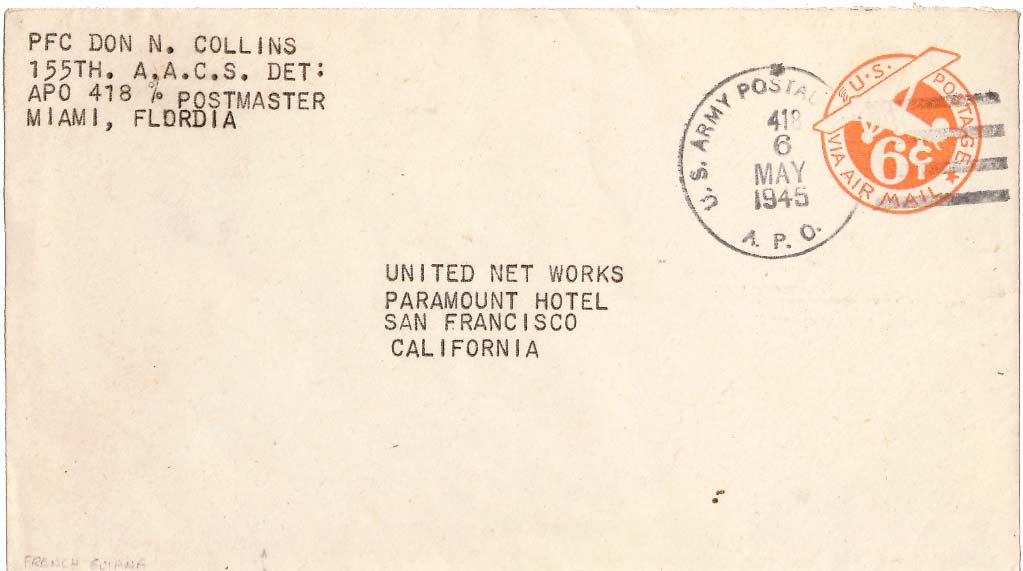 PFC DON N. COLLINS
155TH. A.A.C.S. DET:
APO 418 % POSTMASTER
MIAMI, FLORDIA
U.S. ARMY POSTAL
418
6
MAY
1945
A. P. O.
U.S. POSTAGE
6¢
VIA AIR MAIL
UNITED NET WORKS
PARAMOUNT HOTEL
SAN FRANCISCO
CALIFORNIA
FRENCH GUIANA